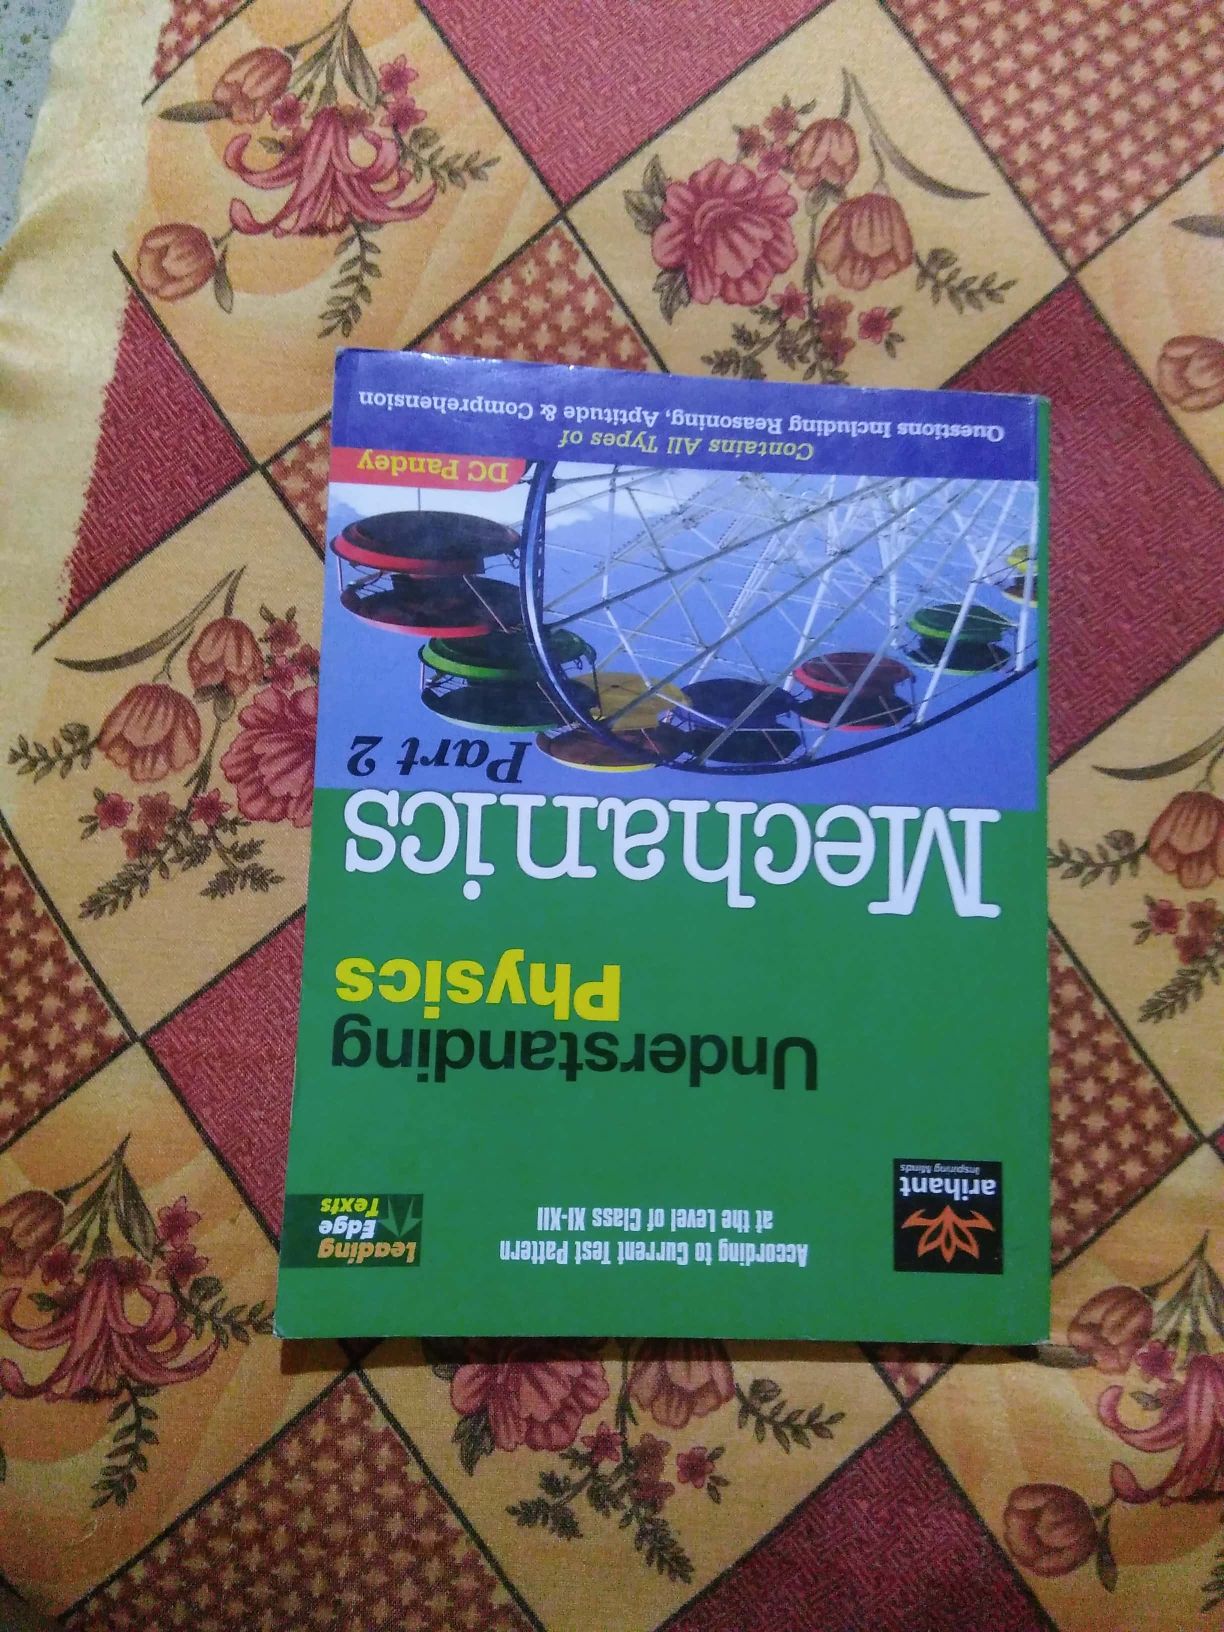 According to Current Test Pattern
at the Level of Class XI-XII
arihant
Inspiring Minds
Leading
Edge
Texts
Understanding
Physics
Mechanics
Part 2
DC Pandey
Contains All Types of
Questions Including Reasoning, Aptitude & Comprehension